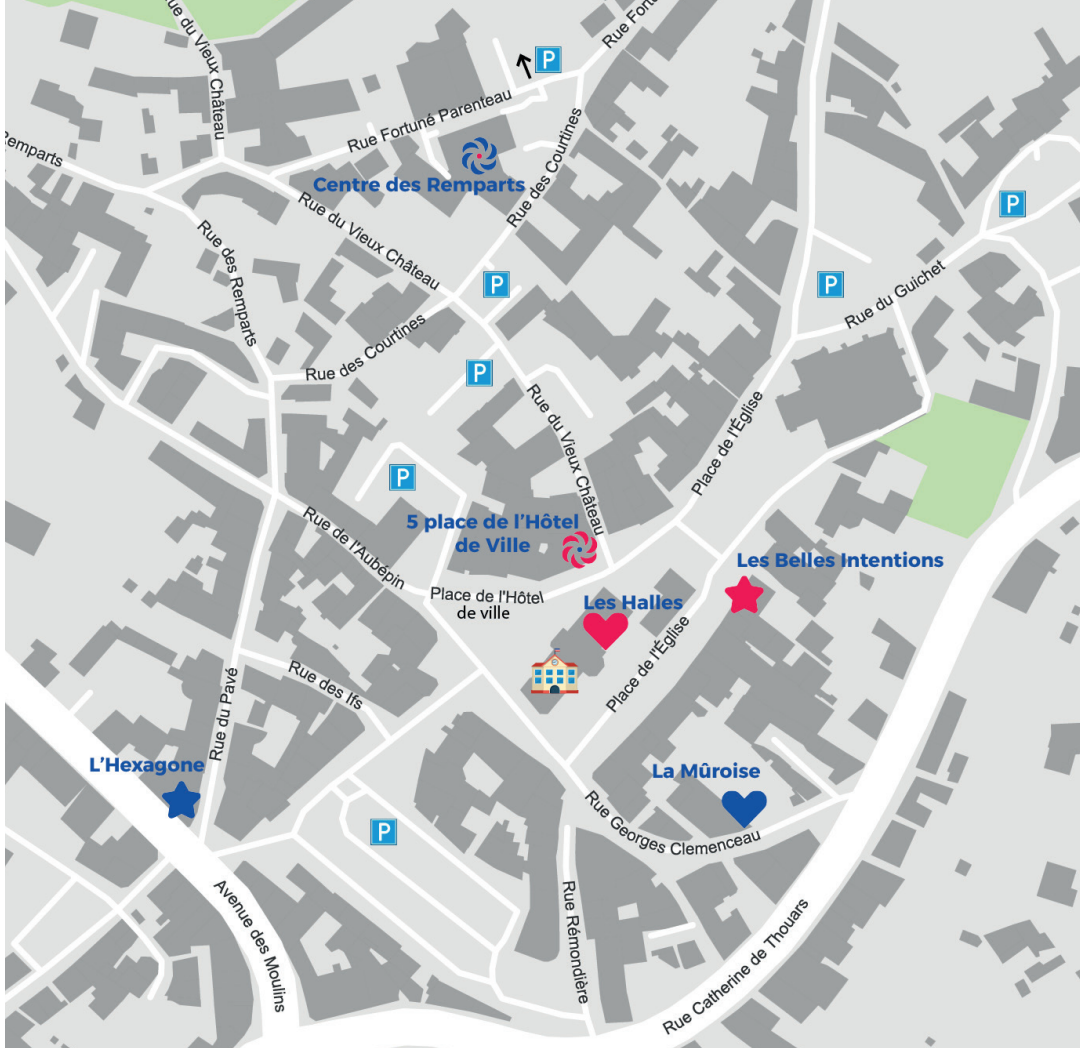 ue du Vieux Château
Rue Fort
P
Rue Fortuné Parenteau
emparts
Centre des Remparts
Rue des Courtines
Rue du Vieux Château
P
Rue des Remparts
P
P
Rue du Guichet
Rue des Courtines
P
Rue du Vieux Château
Place de l'Église
P
Rue de l'Aubépin
5 place de l'Hôtel
de Ville
Les Belles Intentions
Place de l'Hôtel
de ville
Les Halles
Place de l'Église
Rue des Ifs
Rue du Pavé
L'Hexagone
La Mûroise
P
Rue Georges Clemenceau
Avenue des Moulins
Rue Rémondière
Rue Catherine de Thouars